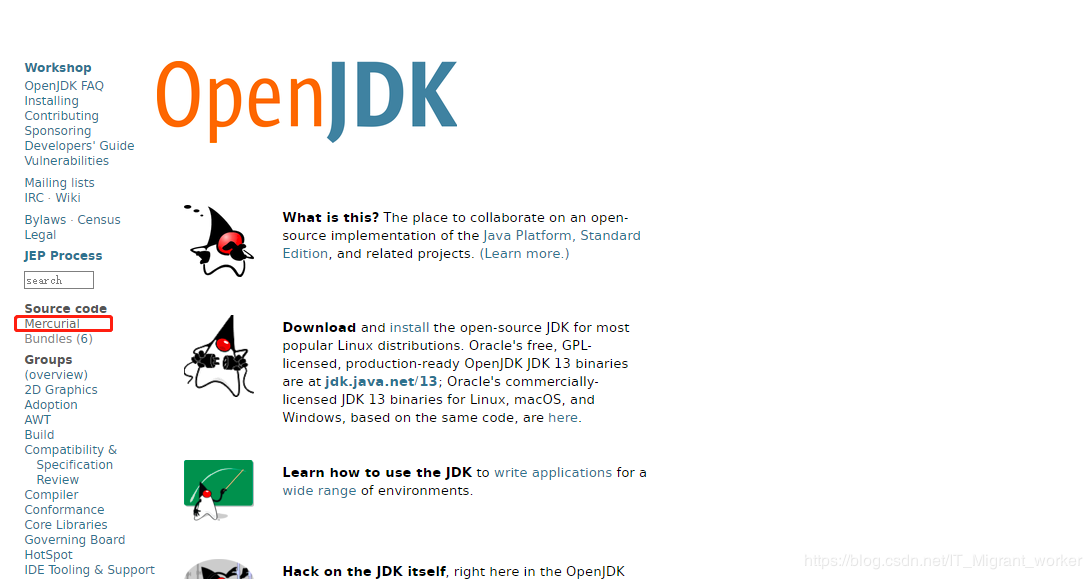 Workshop
OpenJDK FAQ
Installing
Contributing
Sponsoring
Developers' Guide
Vulnerabilities
Mailing lists
IRC · Wiki
Bylaws · Census
Legal
JEP Process
search
Source code
Mercurial
Bundles (6)
Groups
(overview)
2D Graphics
Adoption
AWT
Build
Compatibility &
Specification
Review
Compiler
Conformance
Core Libraries
Governing Board
HotSpot
IDE Tooling & Support
OpenJDK
What is this? The place to collaborate on an open-
source implementation of the Java Platform, Standard
Edition, and related projects. (Learn more.)
Download and install the open-source JDK for most
popular Linux distributions. Oracle's free, GPL-
licensed, production-ready OpenJDK JDK 13 binaries
are at jdk.java.net/13; Oracle's commercially-
licensed JDK 13 binaries for Linux, macOS, and
Windows, based on the same code, are here.
Learn how to use the JDK to write applications for a
wide range of environments.
Hack on the JDK itself, right here in the OpenJDK
https://blog.csdn.net/IT_Migrant_worker